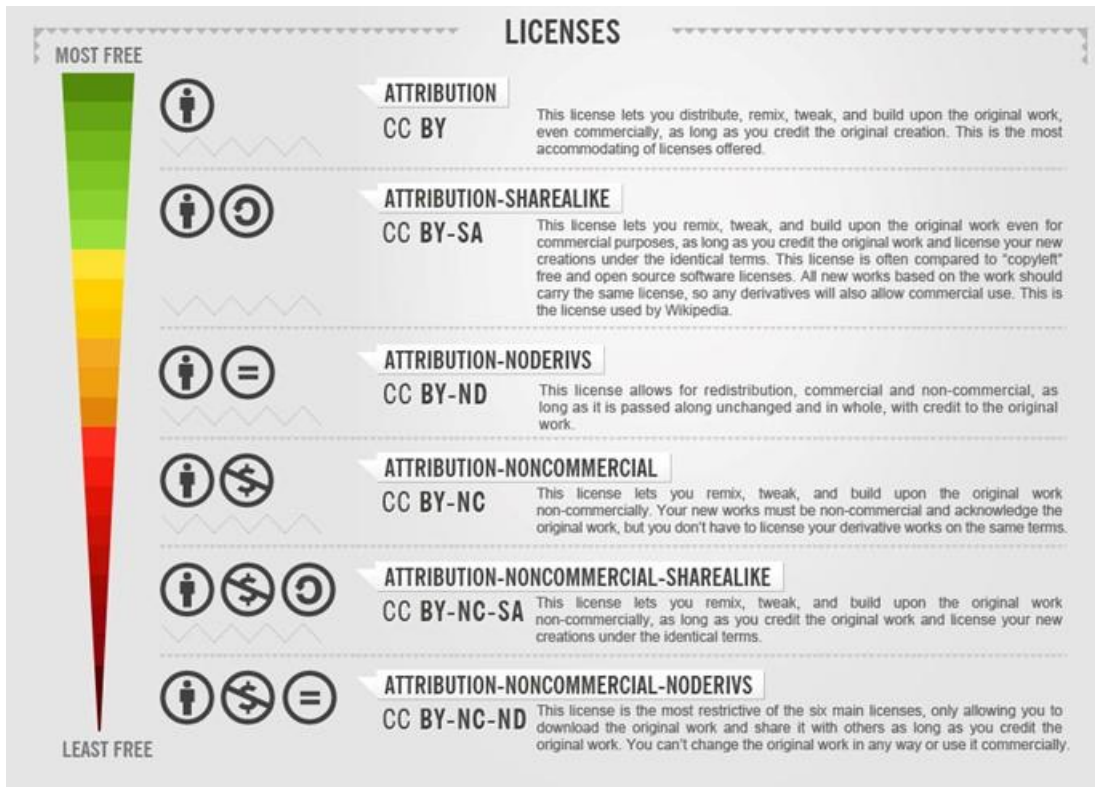 LICENSES
MOST FREE
ATTRIBUTION
CC BY
This license lets you distribute, remix, tweak, and build upon the original work,
even commercially, as long as you credit the original creation. This is the most
accommodating of licenses offered.
ATTRIBUTION-SHAREALIKE
CC BY-SA
This license lets you remix, tweak, and build upon the original work even for
commercial purposes, as long as you credit the original work and license your new
creations under the identical terms. This license is often compared to "copyleft"
free and open source software licenses. All new works based on the work should
carry the same license, so any derivatives will also allow commercial use. This is
the license used by Wikipedia.
ATTRIBUTION-NODERIVS
CC BY-ND
This license allows for redistribution, commercial and non-commercial, as
long as it is passed along unchanged and in whole, with credit to the original
work.
ATTRIBUTION-NONCOMMERCIAL
CC BY-NC
This license lets you remix, tweak, and build upon the original work
non-commercially. Your new works must be non-commercial and acknowledge the
original work, but you don't have to license your derivative works on the same terms.
ATTRIBUTION-NONCOMMERCIAL-SHAREALIKE
CC BY-NC-SA
This license lets you remix, tweak, and build upon the original work
non-commercially, as long as you credit the original work and license your new
creations under the identical terms.
ATTRIBUTION-NONCOMMERCIAL-NODERIVS
CC BY-NC-ND
This license is the most restrictive of the six main licenses, only allowing you to
download the original work and share it with others as long as you credit the
original work. You can't change the original work in any way or use it commercially.
LEAST FREE